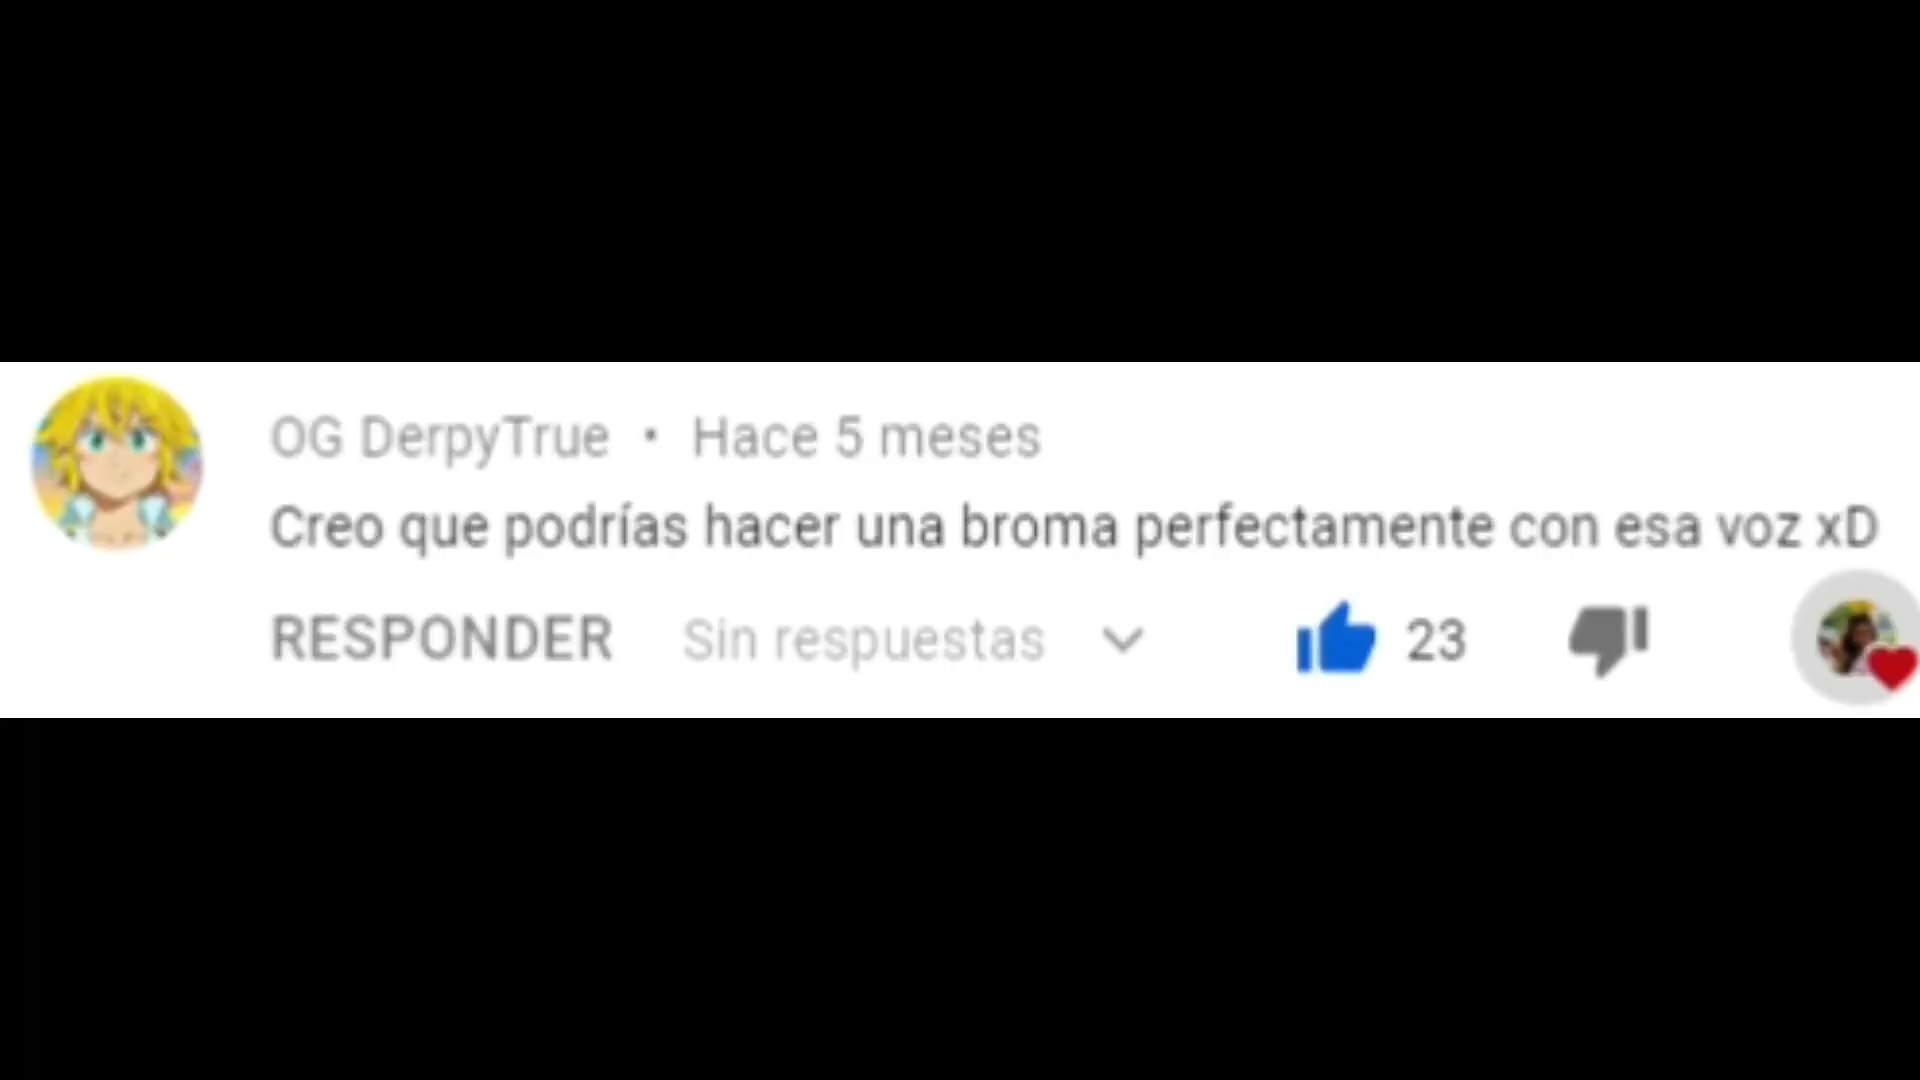 OG DerpyTrue • Hace 5 meses
Creo que podrías hacer una broma perfectamente con esa voz xD
RESPONDER Sin respuestas 23